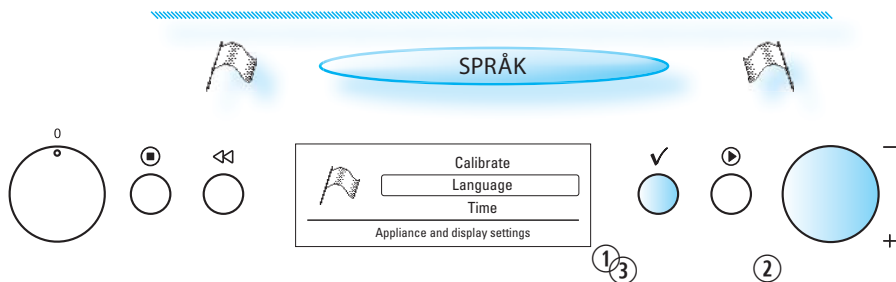 SPRÅK
0
Calibrate
Language
Time
Appliance and display settings
− 
+
① ③ ②